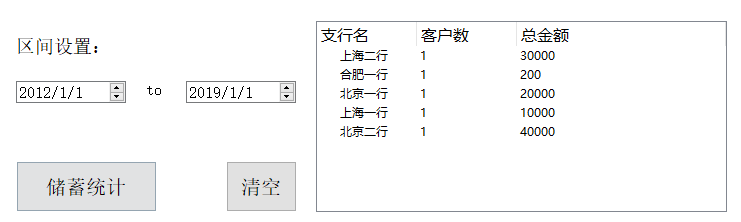 区间设置：
2012/1/1 to 2019/1/1
储蓄统计 清空
支行名 客户数 总金额
上海二行 1 30000
合肥一行 1 200
北京一行 1 20000
上海一行 1 10000
北京二行 1 40000